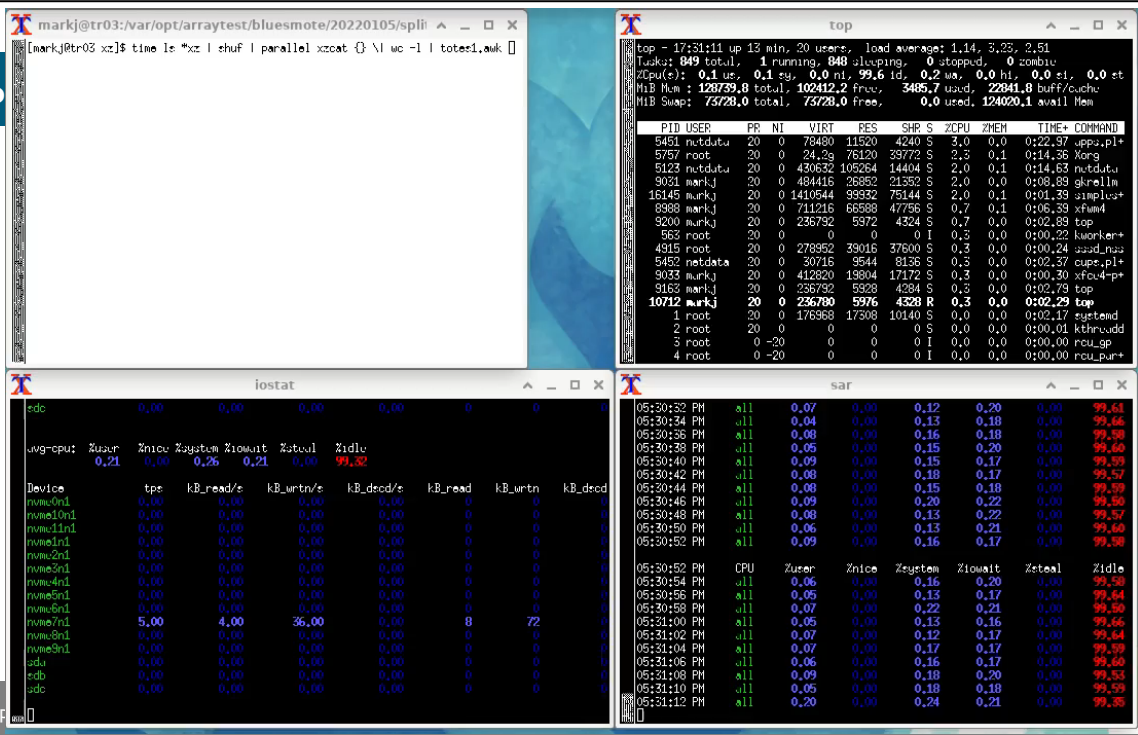 markj@tr03:/var/opt/arraytest/bluesmote/20220105/spli
[markj@tr03 xz]$ time ls *xz | shuf | parallel xzcat {} \| wc -l | totes1.awk
top
top - 17:31:11 up 13 min, 20 users, load average: 1.14, 3.23, 2.51
Tasks: 849 total, 1 running, 848 sleeping, 0 stopped, 0 zombie
%Cpu(s): 0.1 us, 0.1 sy, 0.0 ni, 99.6 id, 0.2 wa, 0.0 hi, 0.0 si, 0.0 st
MiB Mem : 128739.8 total, 102412.2 free, 3485.7 used, 22841.8 buff/cache
MiB Swap: 73728.0 total, 73728.0 free, 0.0 used. 124020.1 avail Mem
PID USER PR NI VIRT RES SHR S %CPU %MEM TIME+ COMMAND
5451 netdata 20 0 78480 11520 4240 S 3.0 0.0 0:22.97 apps.pl+
5757 root 20 0 24.2g 76120 39772 S 2.3 0.1 0:14.36 Xorg
5123 netdata 20 0 430632 105264 14404 S 2.0 0.1 0:14.63 netdata
9031 markj 20 0 484416 26852 21352 S 2.0 0.0 0:08.89 gkrellm
16145 markj 20 0 1410544 99932 75144 S 2.0 0.1 0:01.39 simples+
8988 markj 20 0 711216 66588 47756 S 0.7 0.1 0:06.39 xfwm4
9200 markj 20 0 236792 5972 4324 S 0.7 0.0 0:02.89 top
563 root 20 0 0 0 0 I 0.3 0.0 0:00.22 kworker+
4915 root 20 0 278952 39016 37600 S 0.3 0.0 0:00.24 sssd_nss
5452 netdata 20 0 30716 9544 8136 S 0.3 0.0 0:02.37 cups.pl+
9033 markj 20 0 412820 19804 17172 S 0.3 0.0 0:00.30 xfce4-p+
9163 markj 20 0 236792 5928 4284 S 0.3 0.0 0:02.79 top
10712 markj 20 0 236780 5976 4328 R 0.3 0.0 0:02.29 top
1 root 20 0 176968 17308 10140 S 0.0 0.0 0:02.17 systemd
2 root 20 0 0 0 0 S 0.0 0.0 0:00.01 kthreadd
3 root 0 -20 0 0 0 I 0.0 0.0 0:00.00 rcu_gp
4 root 0 -20 0 0 0 I 0.0 0.0 0:00.00 rcu_par+
iostat
sdc 0.00 0.00 0.00 0.00 0 0
avg-cpu: %user %nice %system %iowait %steal %idle
0.21 0.00 0.26 0.21 0.00 99.32
Device tps kB_read/s kB_wrtn/s kB_dscd/s kB_read kB_wrtn kB_dscd
nvme0n1 0.00 0.00 0.00 0.00 0 0
nvme10n1 0.00 0.00 0.00 0.00 0 0
nvme11n1 0.00 0.00 0.00 0.00 0 0
nvme1n1 0.00 0.00 0.00 0.00 0 0
nvme2n1 0.00 0.00 0.00 0.00 0 0
nvme3n1 0.00 0.00 0.00 0.00 0 0
nvme4n1 0.00 0.00 0.00 0.00 0 0
nvme5n1 0.00 0.00 0.00 0.00 0 0
nvme6n1 0.00 0.00 0.00 0.00 0 0
nvme7n1 5.00 4.00 36.00 0.00 8 72
nvme8n1 0.00 0.00 0.00 0.00 0 0
nvme9n1 0.00 0.00 0.00 0.00 0 0
sda 0.00 0.00 0.00 0.00 0 0
sdb 0.00 0.00 0.00 0.00 0 0
sdc 0.00 0.00 0.00 0.00 0 0
sar
05:30:32 PM all 0.07 0.00 0.12 0.20 0.00 99.61
05:30:34 PM all 0.04 0.00 0.13 0.18 0.00 99.66
05:30:36 PM all 0.08 0.00 0.16 0.18 0.00 99.58
05:30:38 PM all 0.05 0.00 0.15 0.20 0.00 99.60
05:30:40 PM all 0.09 0.00 0.15 0.17 0.00 99.59
05:30:42 PM all 0.08 0.00 0.18 0.17 0.00 99.57
05:30:44 PM all 0.08 0.00 0.15 0.18 0.00 99.59
05:30:46 PM all 0.09 0.00 0.20 0.22 0.00 99.50
05:30:48 PM all 0.08 0.00 0.13 0.22 0.00 99.57
05:30:50 PM all 0.06 0.00 0.13 0.21 0.00 99.60
05:30:52 PM all 0.09 0.00 0.16 0.17 0.00 99.58
05:30:52 PM CPU %user %nice %system %iowait %steal %idle
05:30:54 PM all 0.06 0.00 0.16 0.20 0.00 99.58
05:30:56 PM all 0.05 0.00 0.13 0.17 0.00 99.64
05:30:58 PM all 0.07 0.00 0.22 0.21 0.00 99.50
05:31:00 PM all 0.05 0.00 0.13 0.16 0.00 99.66
05:31:02 PM all 0.07 0.00 0.12 0.17 0.00 99.64
05:31:04 PM all 0.07 0.00 0.17 0.17 0.00 99.59
05:31:06 PM all 0.06 0.00 0.16 0.17 0.00 99.60
05:31:08 PM all 0.09 0.00 0.18 0.20 0.00 99.53
05:31:10 PM all 0.05 0.00 0.18 0.18 0.00 99.59
05:31:12 PM all 0.20 0.00 0.24 0.21 0.00 99.35